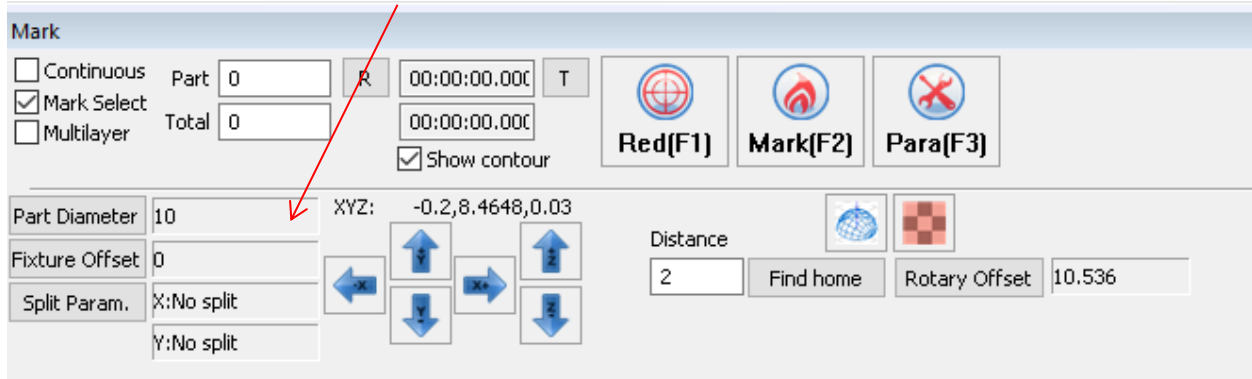 Mark
Continuous Part 0 R 00:00:00.000 T
Mark Select
Total 0 00:00:00.000
Multilayer
Show contour
Red(F1) Mark(F2) Para(F3)
Part Diameter 10
XYZ: -0.2,8.4648,0.03
Fixture Offset 0
Split Param. X:No split
Y:No split
-X Y+ Y- X+ Z+ Z-
Distance
2 Find home Rotary Offset 10.536